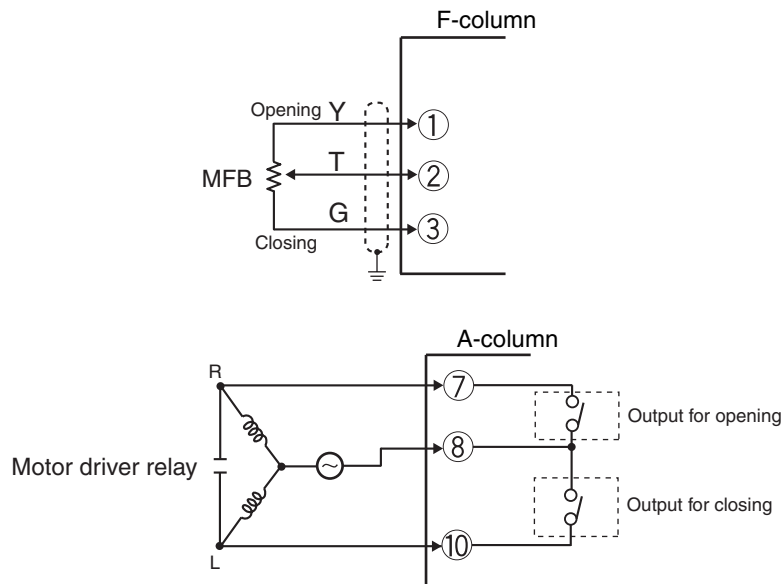 F-column
Opening Y
①
T
MFB
②
G
③
Closing
A-column
R
⑦
Output for opening
⑧
Motor driver relay
Output for closing
⑩
L